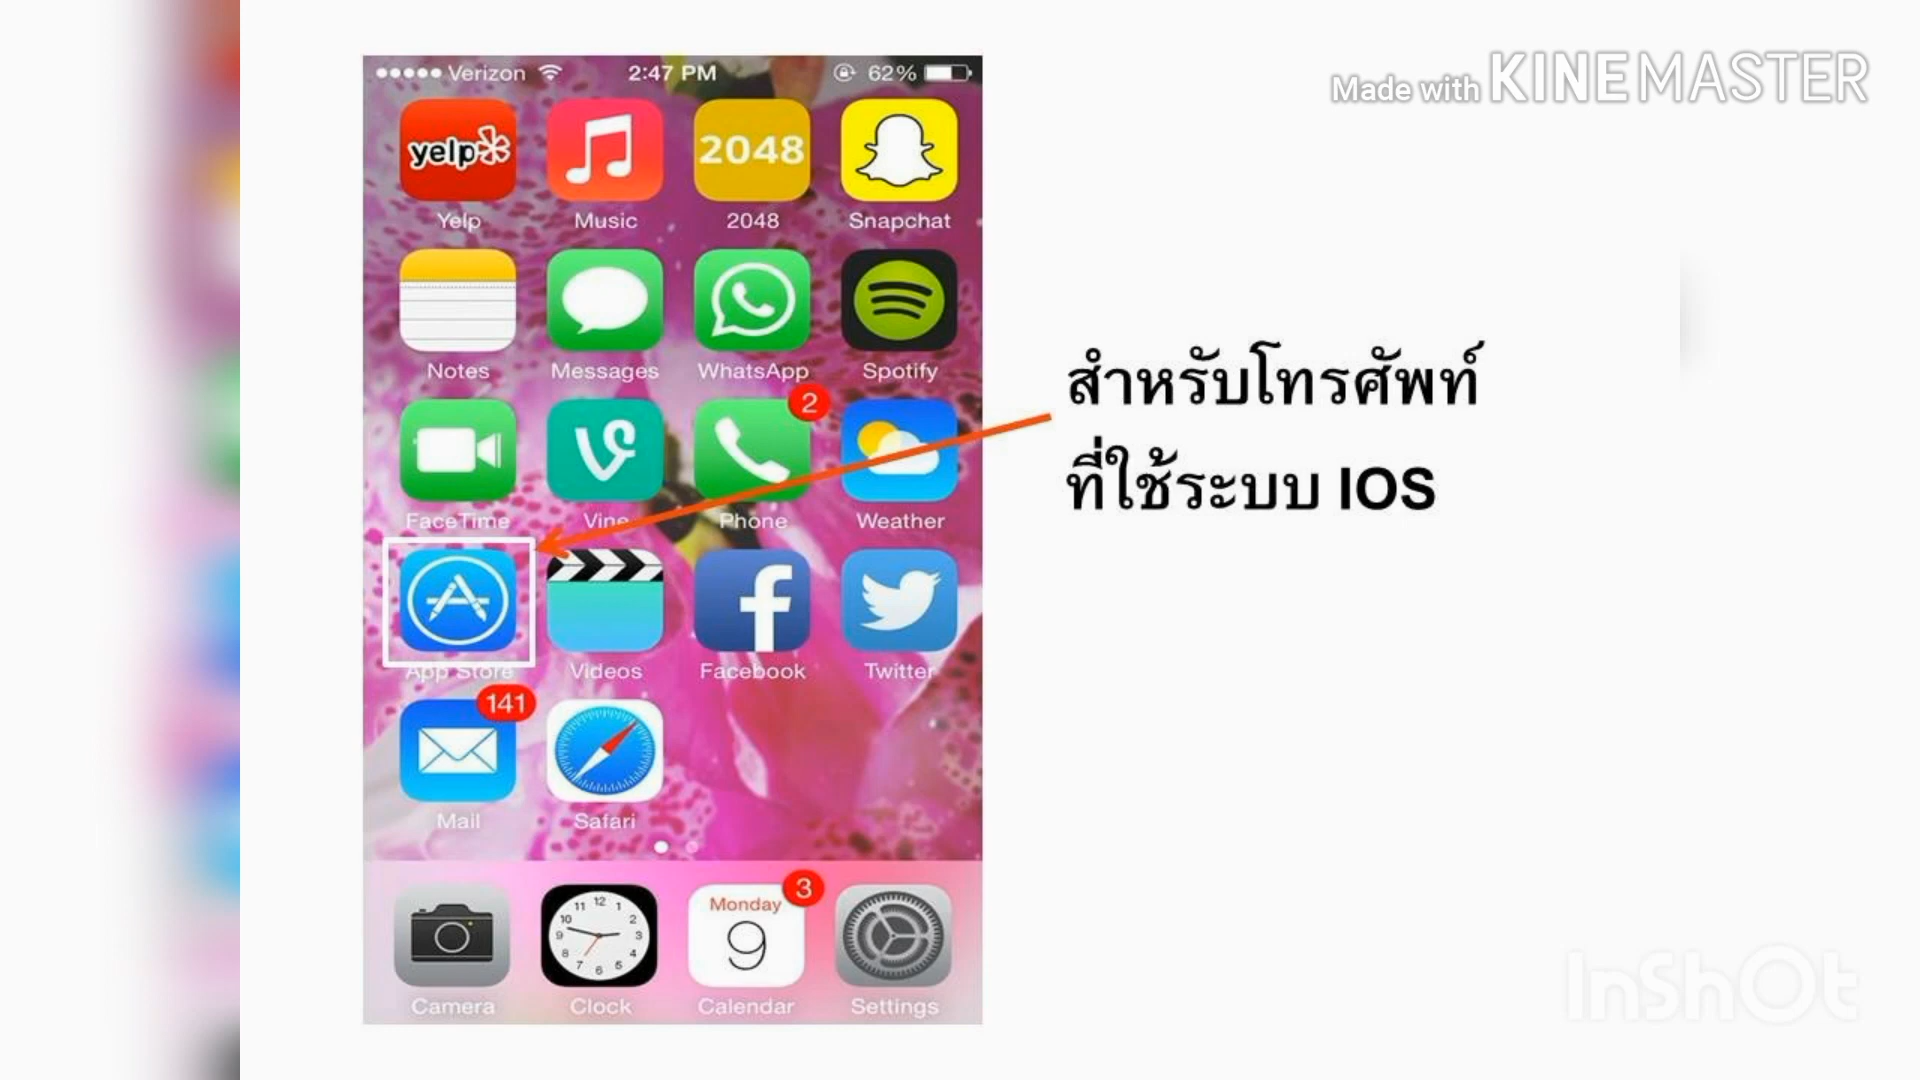 Made with KINEMASTER
Verizon 2:47 PM 62%
yelp 2048
Yelp Music 2048 Snapchat
Notes Messages WhatsApp Spotify
2
FaceTime Vine Phone Weather
App Store Videos Facebook Twitter
141
Mail Safari
สำหรับโทรศัพท์
ที่ใช้ระบบ IOS
3
Monday
9
12 1 2 3 4 5 6 7 8 9 10 11
Camera Clock Calendar Settings
InShOt